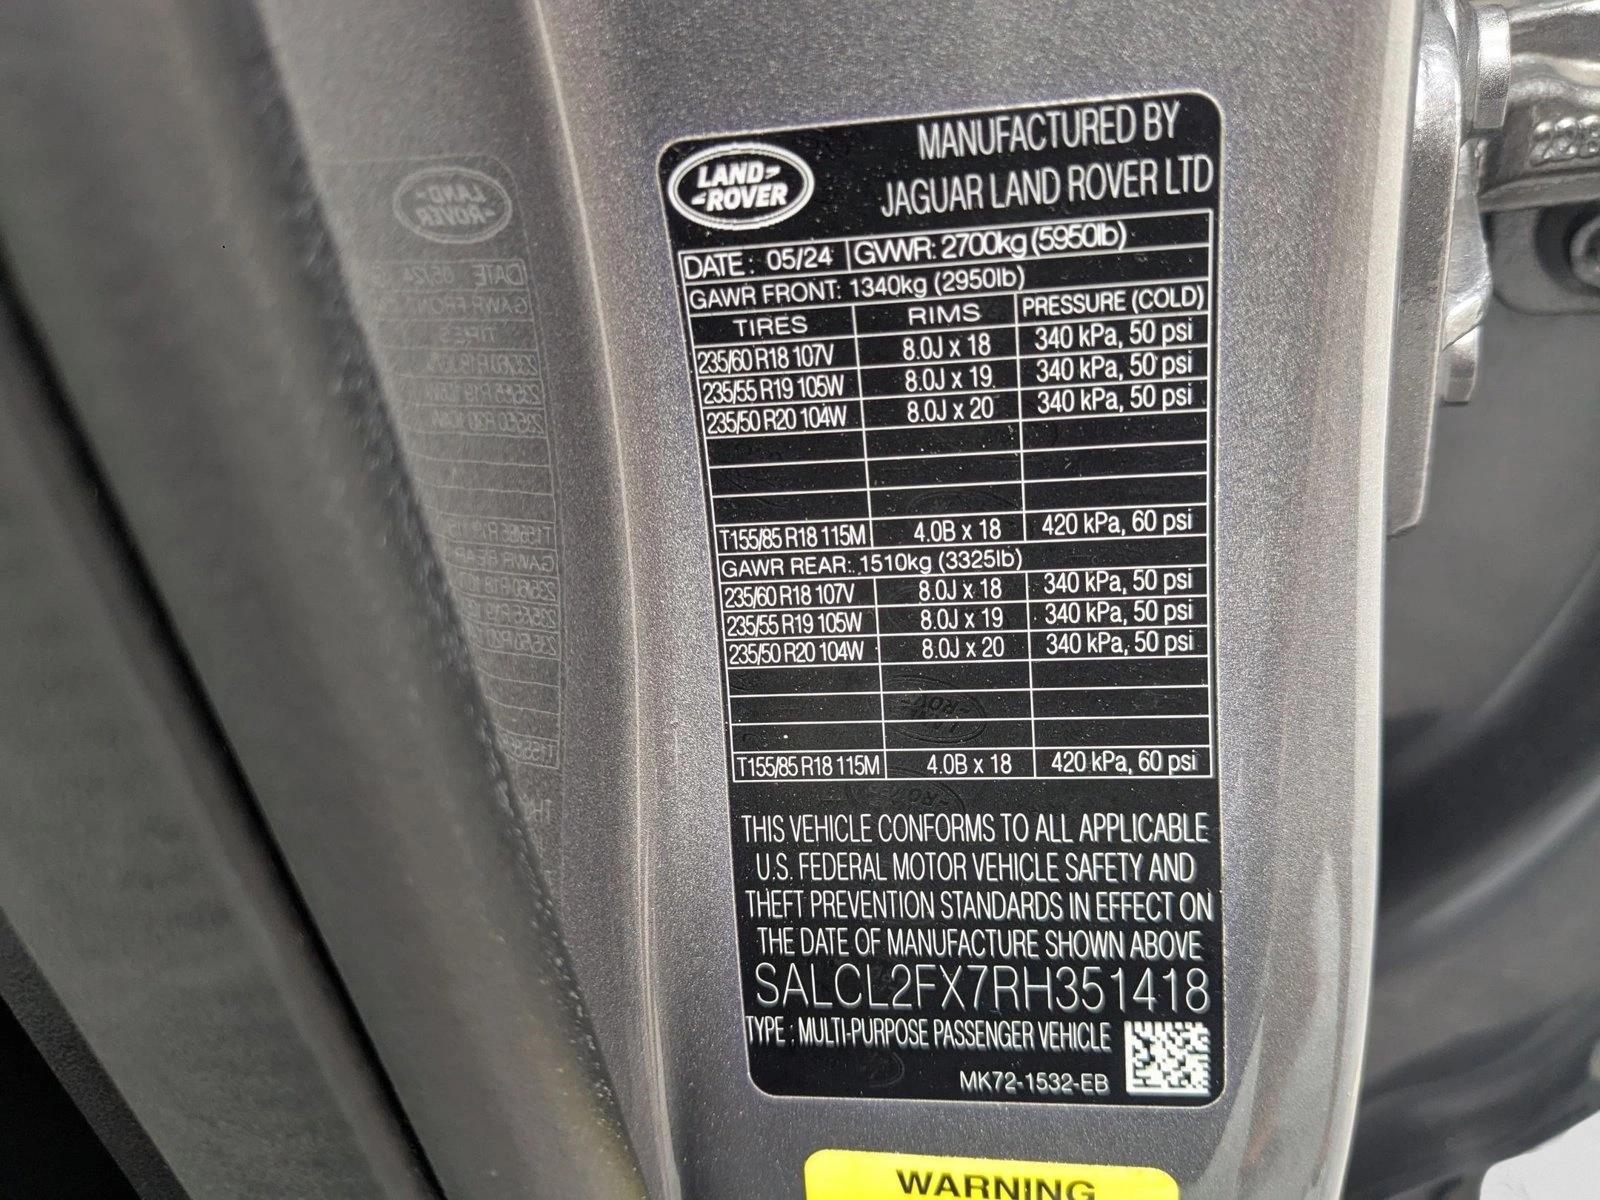 LAND-
-ROVER
MANUFACTURED BY
JAGUAR LAND ROVER LTD
DATE: 05/24 GVWR: 2700kg (5950lb)
GAWR FRONT: 1340kg (2950lb)
TIRES RIMS PRESSURE (COLD)
235/60 R18 107V 8.0J x 18 340 kPa, 50 psi
235/55 R19 105W 8.0J x 19 340 kPa, 50 psi
235/50 R20 104W 8.0J x 20 340 kPa, 50 psi
T155/85 R18 115M 4.0B x 18 420 kPa, 60 psi
GAWR REAR: 1510kg (3325lb)
235/60 R18 107V 8.0J x 18 340 kPa, 50 psi
235/55 R19 105W 8.0J x 19 340 kPa, 50 psi
235/50 R20 104W 8.0J x 20 340 kPa, 50 psi
T155/85 R18 115M 4.0B x 18 420 kPa, 60 psi
THIS VEHICLE CONFORMS TO ALL APPLICABLE
U.S. FEDERAL MOTOR VEHICLE SAFETY AND
THEFT PREVENTION STANDARDS IN EFFECT ON
THE DATE OF MANUFACTURE SHOWN ABOVE
SALCL2FX7RH351418
TYPE : MULTI-PURPOSE PASSENGER VEHICLE
MK72-1532-EB
WARNING